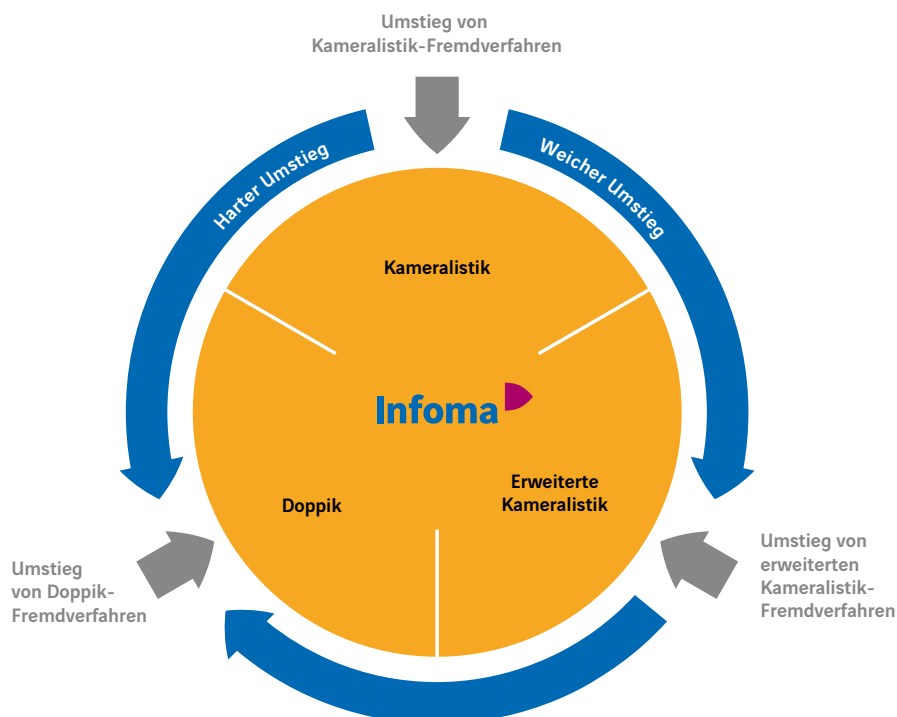 Umstieg von
Kameralistik-Fremdverfahren
Harter Umstieg
Weicher Umstieg
Kameralistik
Infoma
Doppik
Erweiterte
Kameralistik
Umstieg
von Doppik-
Fremdverfahren
Umstieg von
erweiterten
Kameralistik-
Fremdverfahren